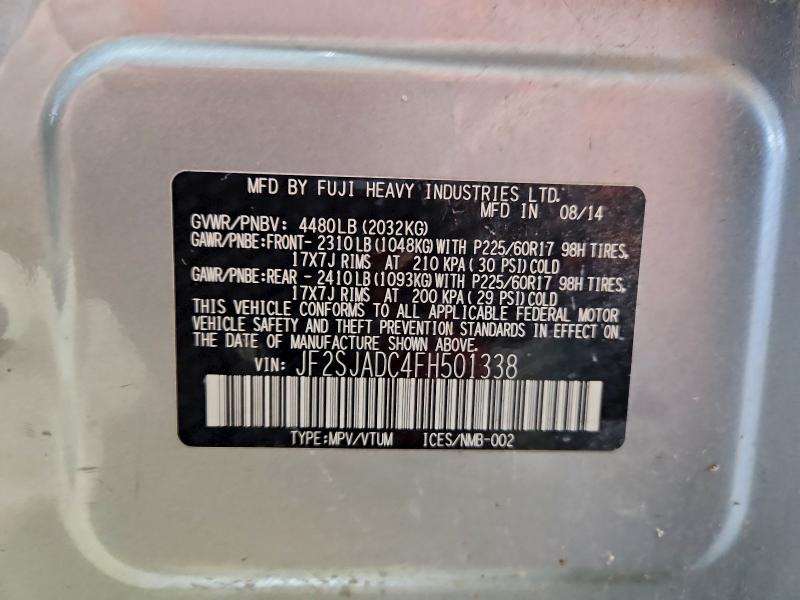 MFD BY FUJI HEAVY INDUSTRIES LTD.
MFD IN 08/14
GVWR/PNBV: 4480LB (2032KG)
GAWR/PNBE:FRONT- 2310LB (1048KG)WITH P225/60R17 98H TIRES,
17X7J RIMS AT 210 KPA (30 PSI)COLD
GAWR/PNBE:REAR - 2410LB (1093KG)WITH P225/60R17 98H TIRES,
17X7J RIMS AT 200 KPA (29 PSI)COLD
THIS VEHICLE CONFORMS TO ALL APPLICABLE FEDERAL MOTOR
VEHICLE SAFETY AND THEFT PREVENTION STANDARDS IN EFFECT ON
THE DATE OF MANUFACTURE SHOWN ABOVE.
VIN: JF2SJADC4FH501338
TYPE:MPV/VTUM ICES/NMB-002